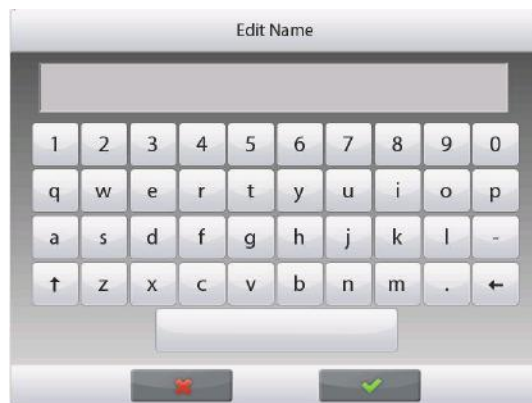 Edit Name
1 2 3 4 5 6 7 8 9 0
q w e r t y u i o p
a s d f g h j k l -
↑ z x c v b n m . ←